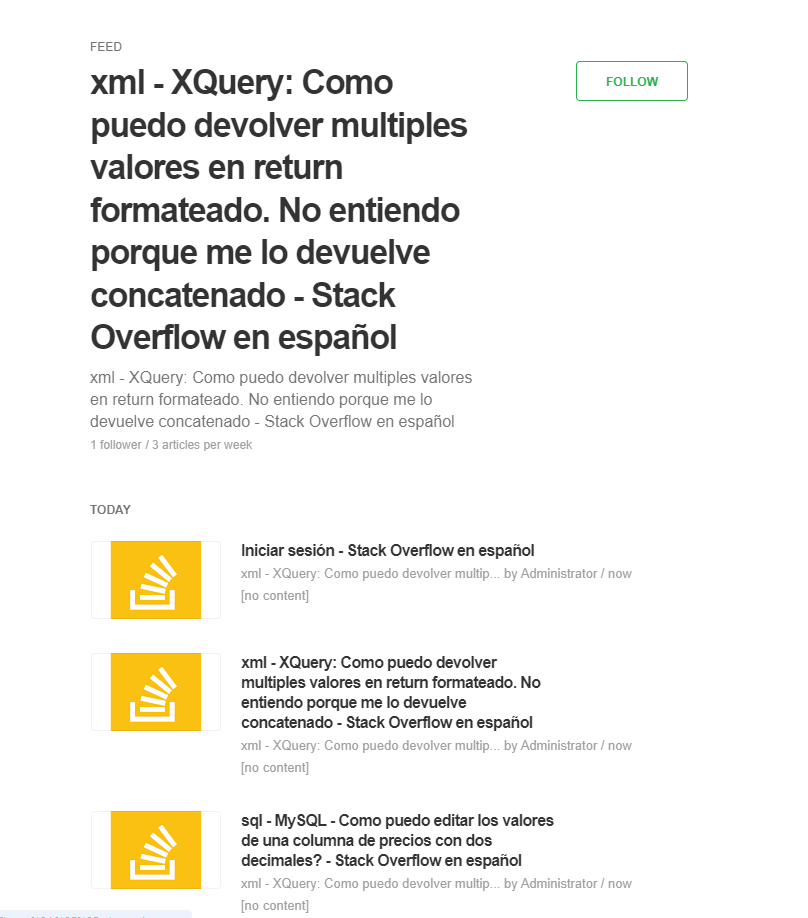 FEED
xml - XQuery: Como
puedo devolver multiples
valores en return
formateado. No entiendo
porque me lo devuelve
concatenado - Stack
Overflow en español
FOLLOW
xml - XQuery: Como puedo devolver multiples valores
en return formateado. No entiendo porque me lo
devuelve concatenado - Stack Overflow en español
1 follower / 3 articles per week
TODAY
Iniciar sesión - Stack Overflow en español
xml - XQuery: Como puedo devolver multip... by Administrator / now
[no content]
xml - XQuery: Como puedo devolver
multiples valores en return formateado. No
entiendo porque me lo devuelve
concatenado - Stack Overflow en español
xml - XQuery: Como puedo devolver multip... by Administrator / now
[no content]
sql - MySQL - Como puedo editar los valores
de una columna de precios con dos
decimales? - Stack Overflow en español
xml - XQuery: Como puedo devolver multip... by Administrator / now
[no content]